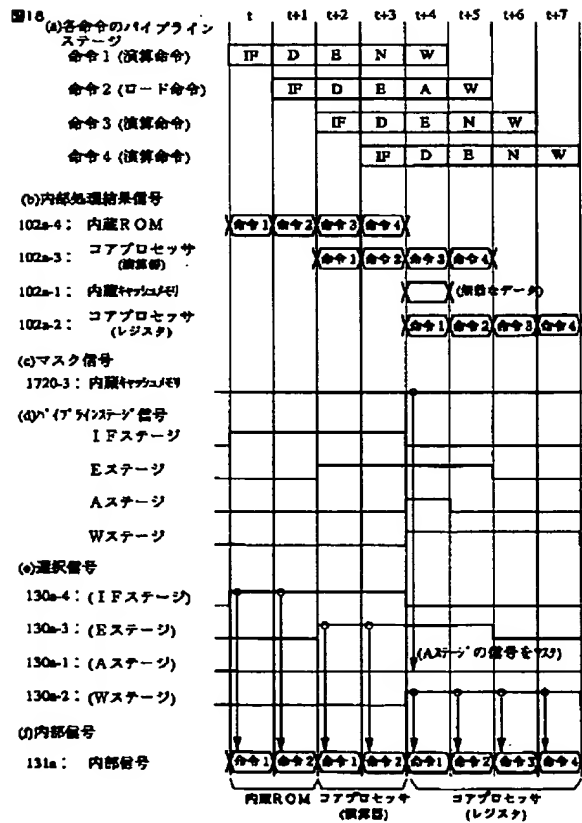 図18
t t+1 t+2 t+3 t+4 t+5 t+6 t+7
(a)各命令のパイプライン
ステージ
命令1 (演算命令) IF D E N W
命令2 (ロード命令) IF D E A W
命令3 (演算命令) IF D E N W
命令4 (演算命令) IF D E N W
(b)内部処理結果信号
102a-4: 内蔵ROM 命令1 命令2 命令3 命令4
102a-3: コアプロセッサ (演算器) 命令1 命令2 命令3 命令4
102a-1: 内蔵キャッシュメモリ (無効なデータ)
102a-2: コアプロセッサ (レジスタ) 命令1 命令2 命令3 命令4
(c)マスク信号
1720-3: 内蔵キャッシュメモリ
(d)パイプラインステージ信号
IFステージ
Eステージ
Aステージ
Wステージ
(e)選択信号
130a-4: (IFステージ)
130a-3: (Eステージ)
130a-1: (Aステージ) (Aステージの信号をマスク)
130a-2: (Wステージ)
(f)内部信号
131a: 内部信号 命令1 命令2 命令1 命令2 命令1 命令2 命令3 命令4
内蔵ROM コアプロセッサ (演算器) コアプロセッサ (レジスタ)